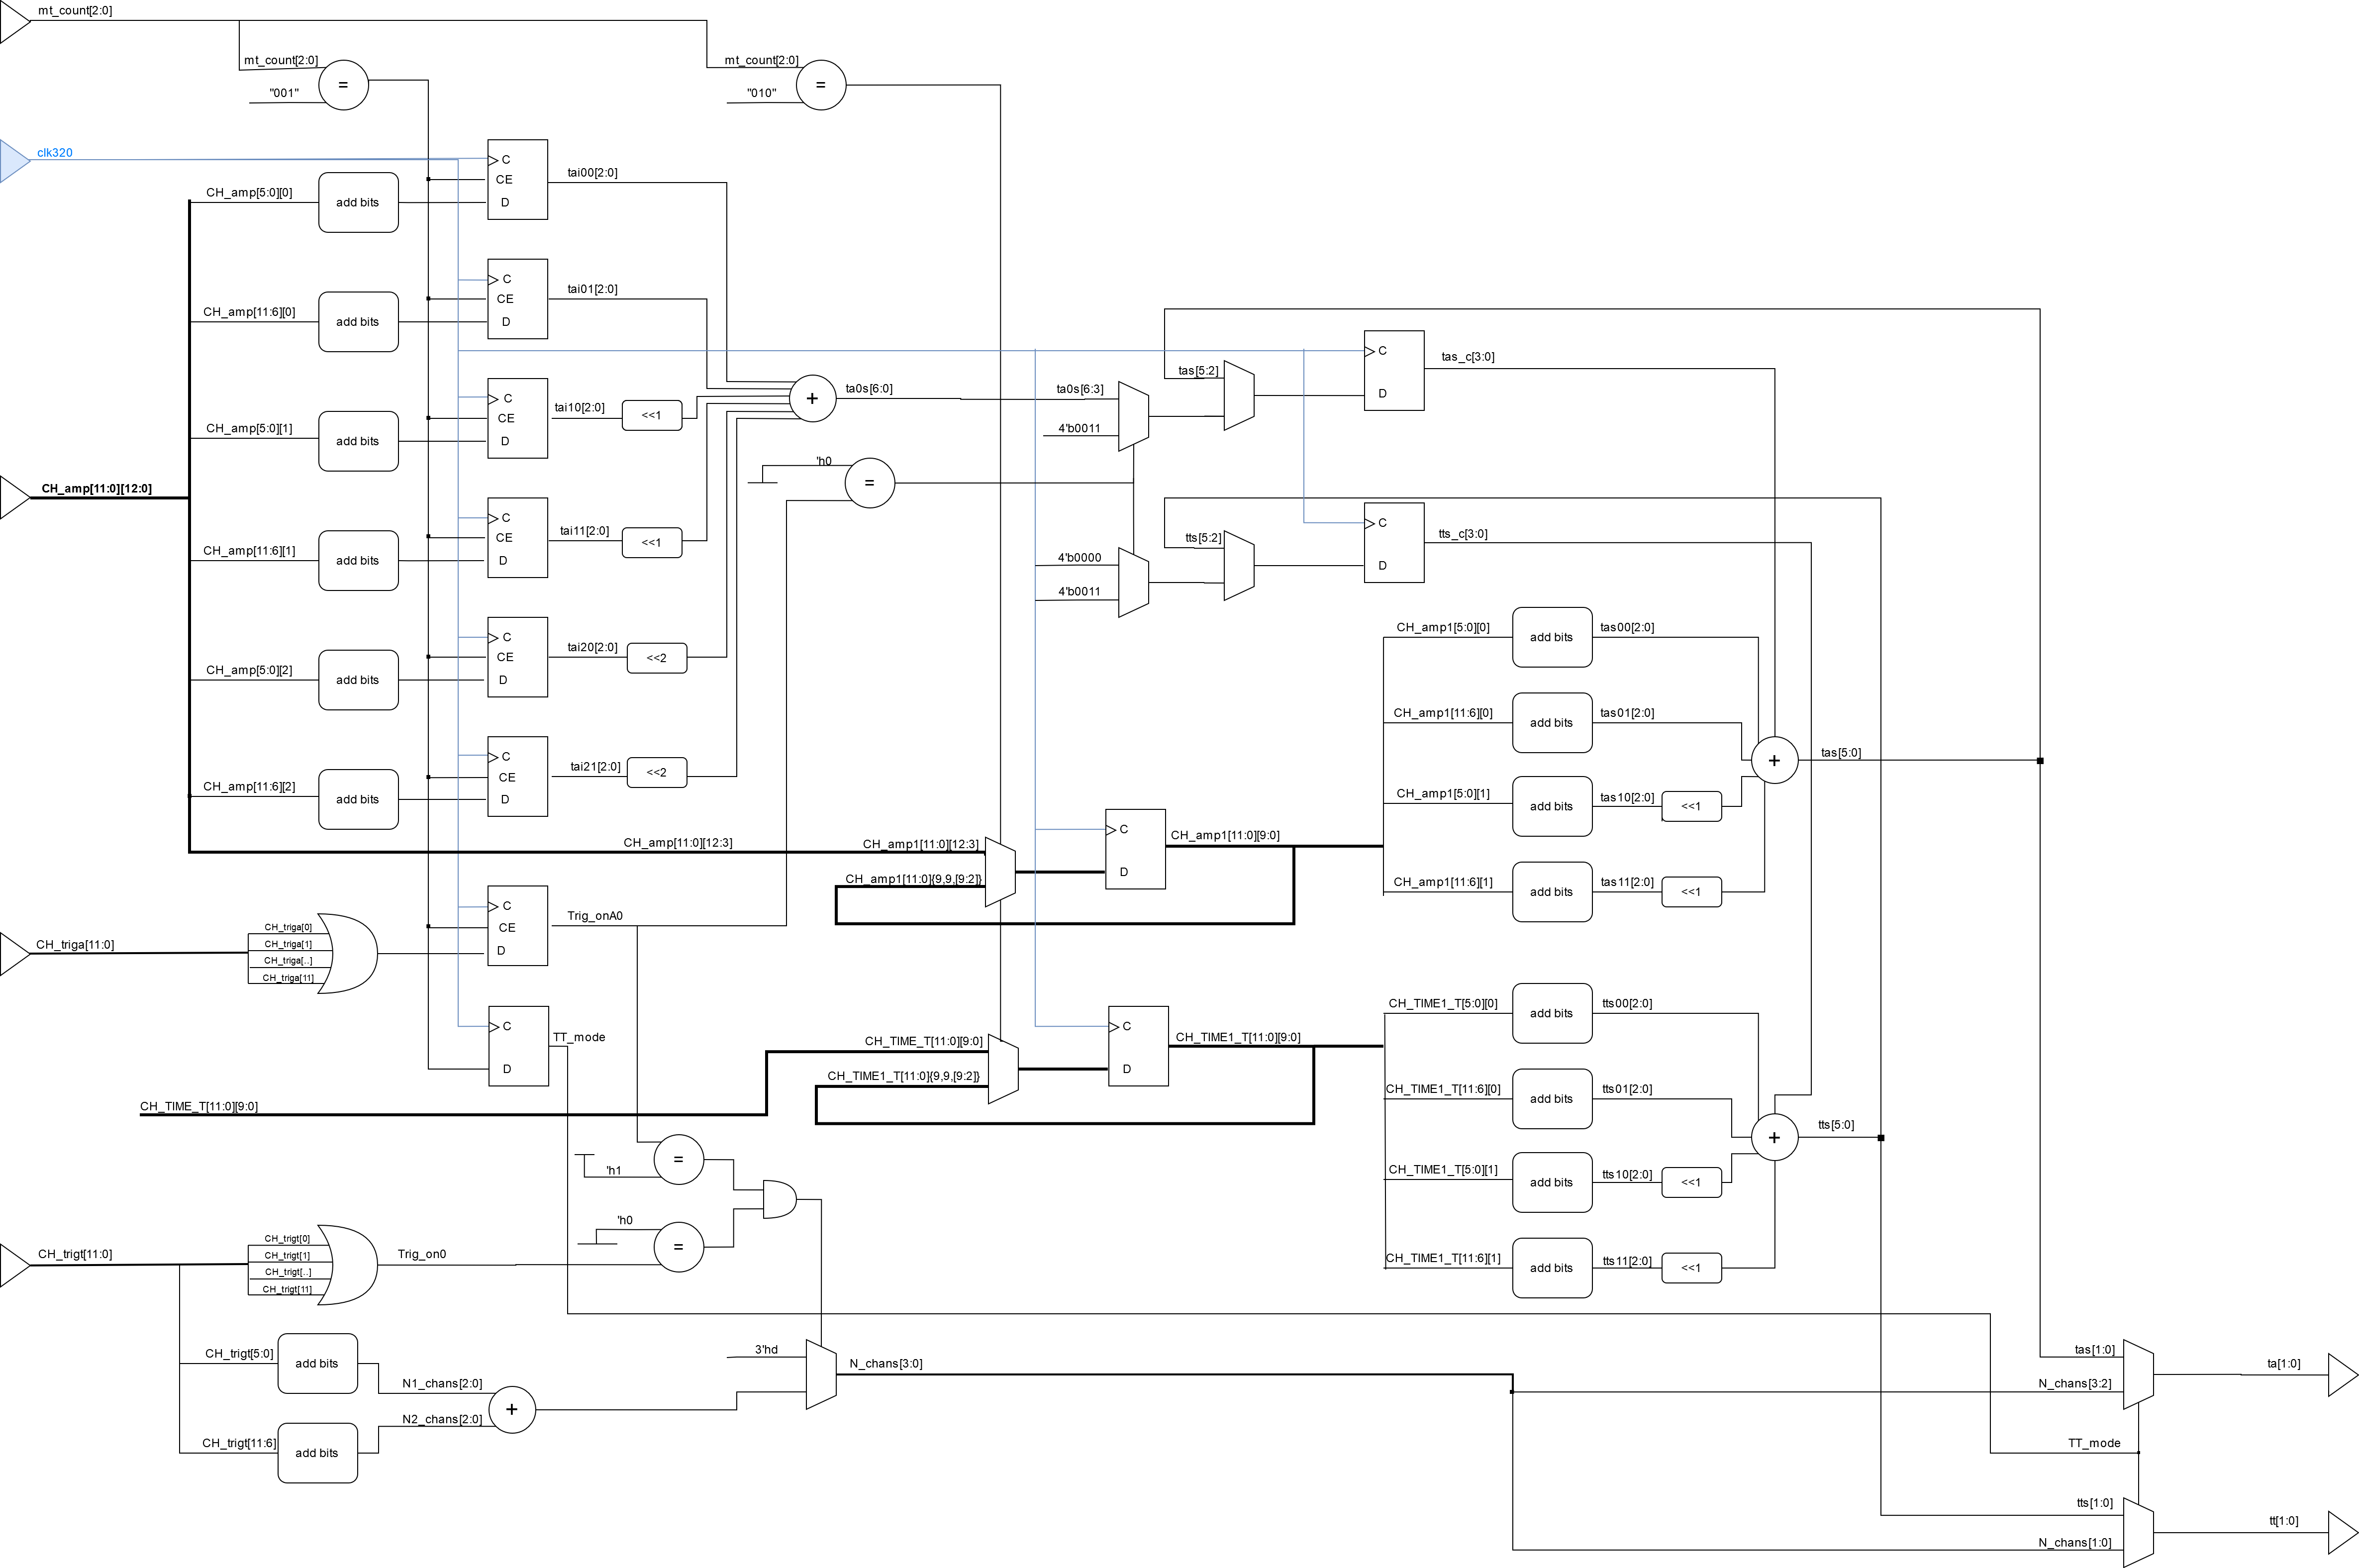 mt_count[2:0]
mt_count[2:0]
=
"001"
mt_count[2:0]
=
"010"
clk320
C
CE
D
tai00[2:0]
CH_amp[5:0][0]
add bits
C
CE
D
tai01[2:0]
CH_amp[11:6][0]
add bits
C
CE
D
tai10[2:0]
<<1
CH_amp[5:0][1]
add bits
+
ta0s[6:0]
ta0s[6:3]
4'b0011
tas[5:2]
C
D
tas_c[3:0]
'h0
=
CH_amp[11:0][12:0]
C
CE
D
tai11[2:0]
<<1
CH_amp[11:6][1]
add bits
4'b0000
4'b0011
tts[5:2]
C
D
tts_c[3:0]
C
CE
D
tai20[2:0]
<<2
CH_amp[5:0][2]
add bits
CH_amp1[5:0][0]
add bits
tas00[2:0]
CH_amp1[11:6][0]
add bits
tas01[2:0]
+
tas[5:0]
C
CE
D
tai21[2:0]
<<2
CH_amp[11:6][2]
add bits
CH_amp1[5:0][1]
add bits
tas10[2:0]
<<1
CH_amp[11:0][12:3]
CH_amp1[11:0][12:3]
CH_amp1[11:0]{9,9,[9:2]}
C
D
CH_amp1[11:0][9:0]
CH_amp1[11:6][1]
add bits
tas11[2:0]
<<1
CH_triga[11:0]
CH_triga[0]
CH_triga[1]
CH_triga[..]
CH_triga[11]
C
CE
D
Trig_onA0
C
D
TT_mode
CH_TIME_T[11:0][9:0]
CH_TIME_T[11:0][9:0]
CH_TIME1_T[11:0]{9,9,[9:2]}
C
D
CH_TIME1_T[11:0][9:0]
CH_TIME1_T[5:0][0]
add bits
tts00[2:0]
CH_TIME1_T[11:6][0]
add bits
tts01[2:0]
+
tts[5:0]
CH_TIME1_T[5:0][1]
add bits
tts10[2:0]
<<1
CH_TIME1_T[11:6][1]
add bits
tts11[2:0]
<<1
'h1
=
'h0
=
CH_trigt[11:0]
CH_trigt[0]
CH_trigt[1]
CH_trigt[..]
CH_trigt[11]
Trig_on0
CH_trigt[5:0]
add bits
N1_chans[2:0]
N2_chans[2:0]
+
CH_trigt[11:6]
add bits
3'hd
N_chans[3:0]
tas[1:0]
N_chans[3:2]
ta[1:0]
TT_mode
tts[1:0]
N_chans[1:0]
tt[1:0]